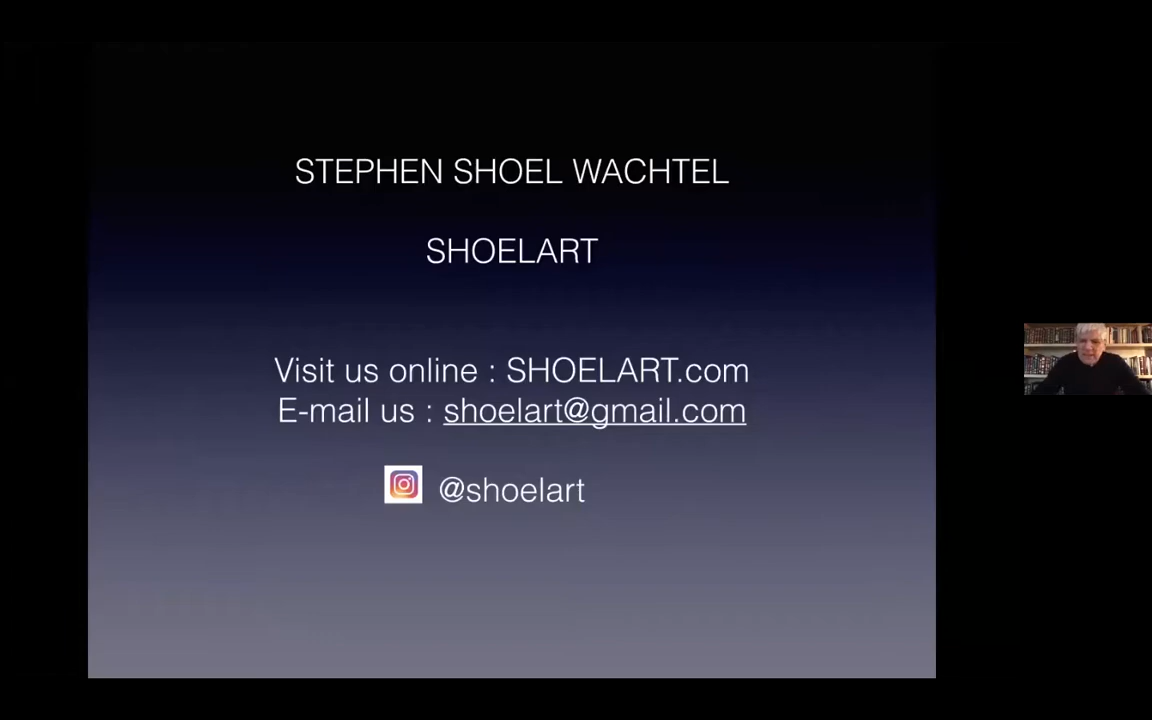 STEPHEN SHOEL WACHTEL
SHOELART
Visit us online : SHOELART.com
E-mail us : shoelart@gmail.com
@shoelart